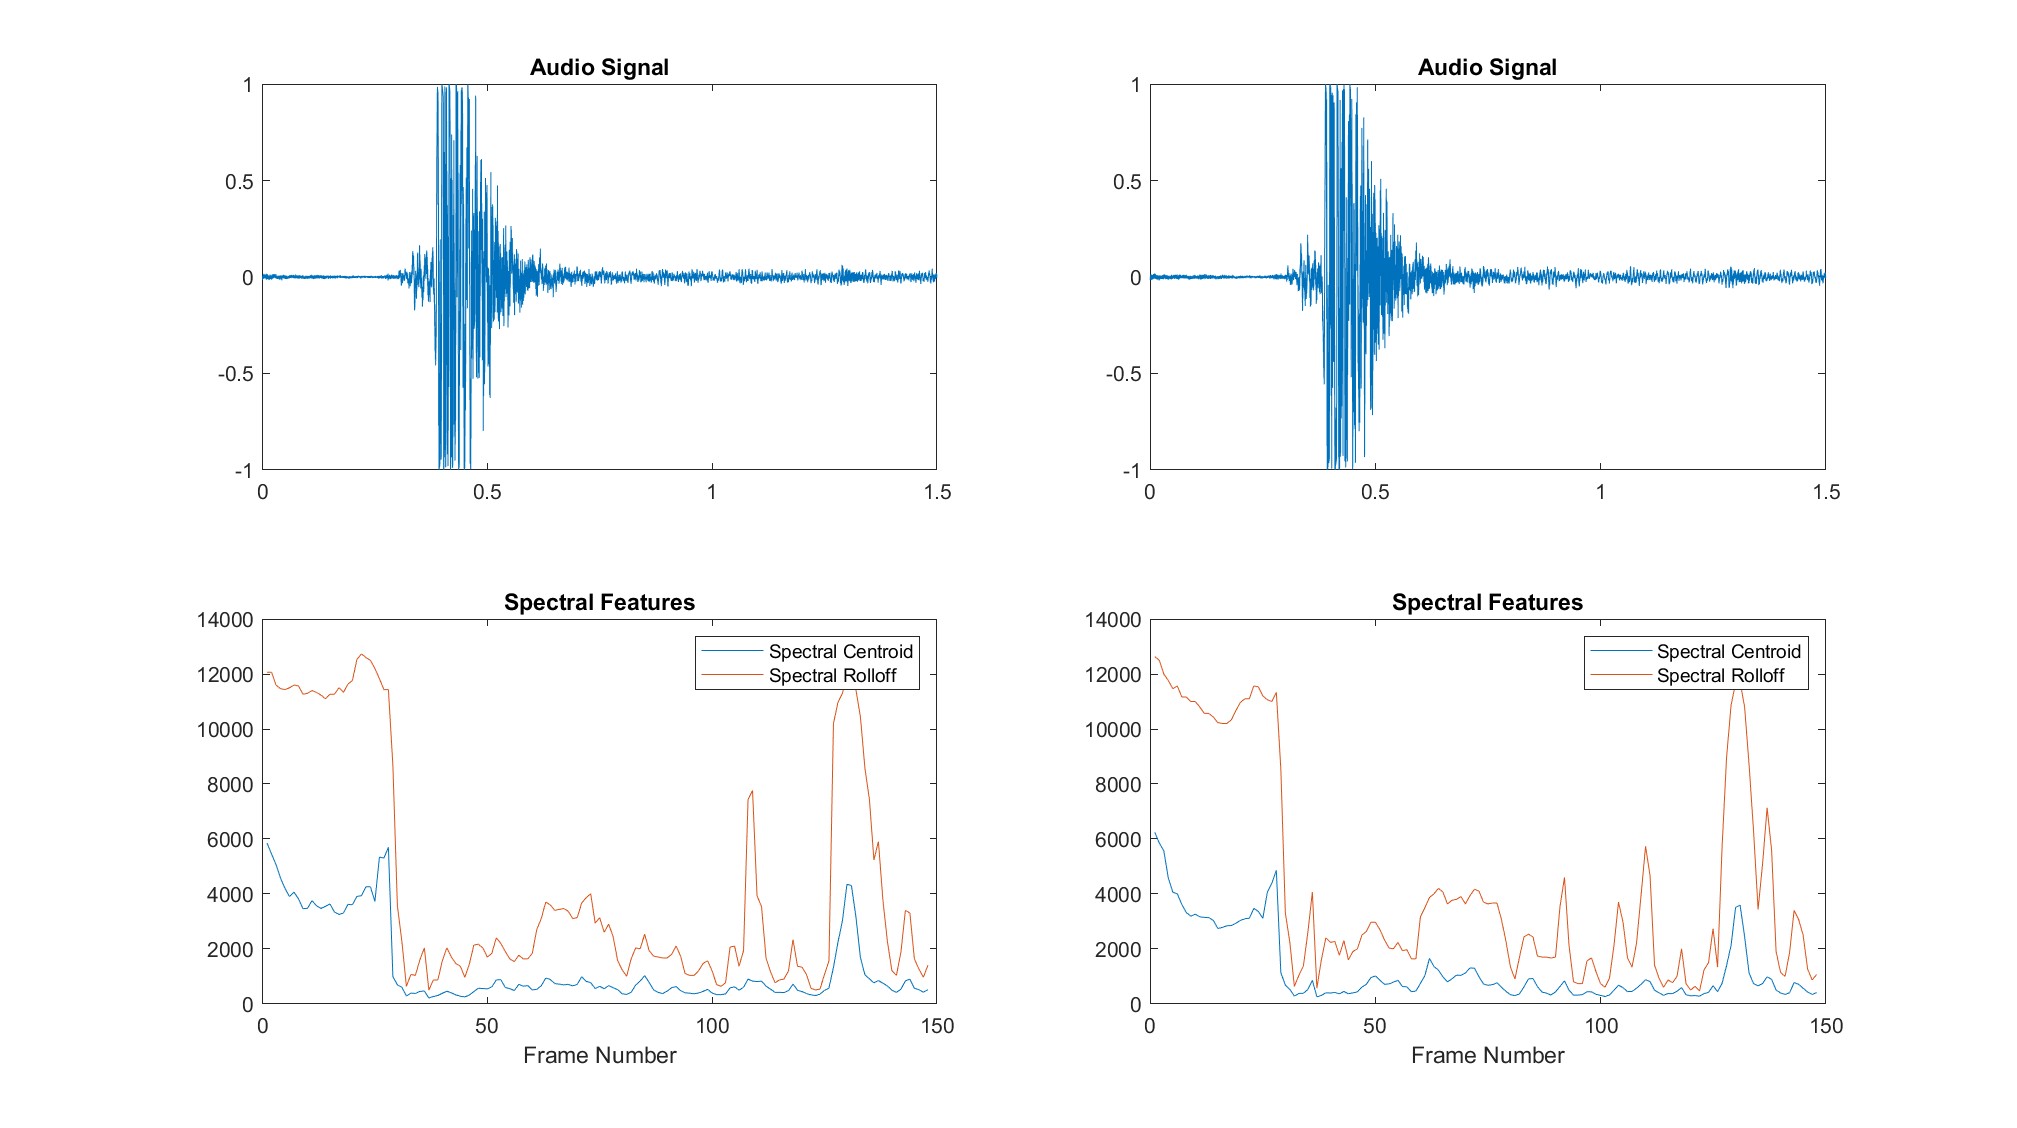 Audio Signal
1
0.5
0
-0.5
-1
0 0.5 1 1.5
Audio Signal
1
0.5
0
-0.5
-1
0 0.5 1 1.5
Spectral Features
14000
12000
10000
8000
6000
4000
2000
0
Spectral Centroid
Spectral Rolloff
0 50 100 150
Frame Number
Spectral Features
14000
12000
10000
8000
6000
4000
2000
0
Spectral Centroid
Spectral Rolloff
0 50 100 150
Frame Number